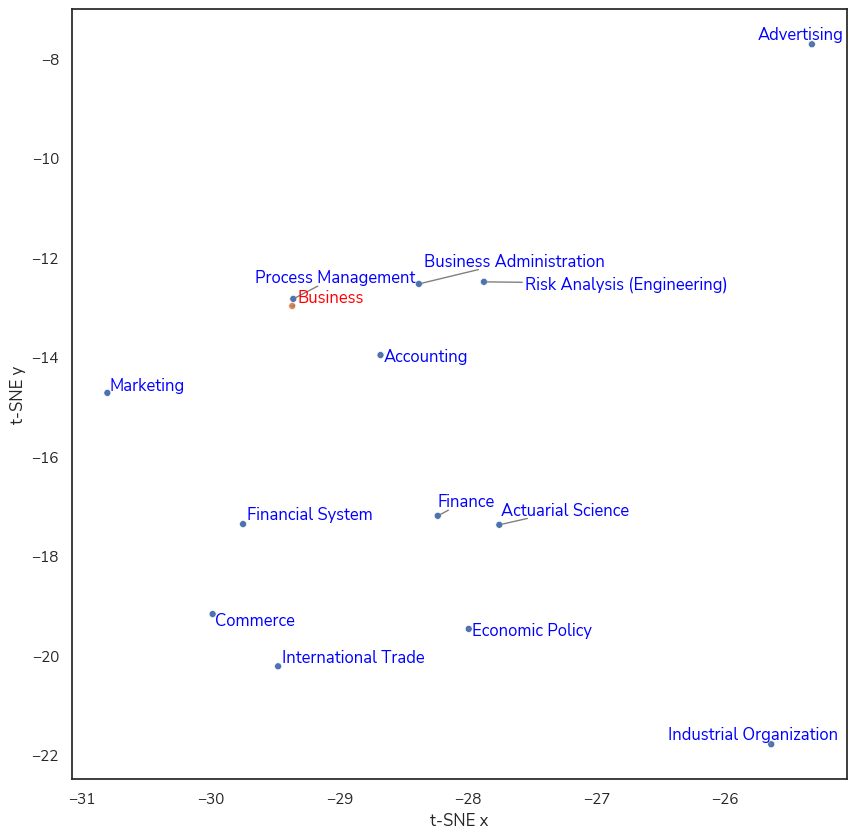 Advertising
−8
−10
−12
Business Administration
Process Management
Risk Analysis (Engineering)
Business
−14
Accounting
Marketing
t-SNE y
−16
Finance
Actuarial Science
Financial System
−18
Commerce
Economic Policy
−20
International Trade
Industrial Organization
−22
−31 −30 −29 −28 −27 −26
t-SNE x